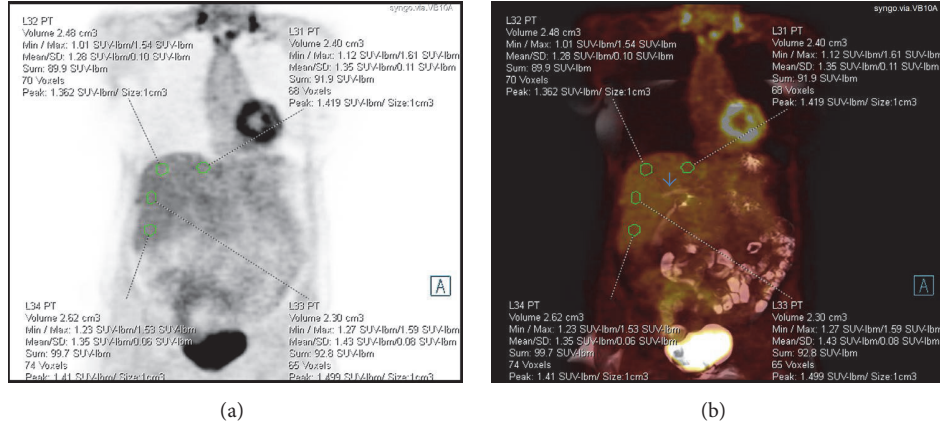 syngo.via.VB10A
L32 PT
Volume 2.48 cm3
Min / Max: 1.01 SUV-lbm/1.54 SUV-lbm
Mean/SD: 1.28 SUV-lbm/0.10 SUV-lbm
Sum: 89.9 SUV-lbm
70 Voxels
Peak: 1.362 SUV-lbm/ Size:1cm3
L31 PT
Volume: 2.40 cm3
Min / Max: 1.12 SUV-lbm/1.61 SUV-lbm
Mean/SD: 1.35 SUV-lbm/0.11 SUV-lbm
Sum: 91.9 SUV-lbm
68 Voxels
Peak: 1.419 SUV-lbm/ Size:1cm3
A
L34 PT
Volume 2.62 cm3
Min / Max: 1.23 SUV-lbm/1.53 SUV-lbm
Mean/SD: 1.35 SUV-lbm/0.06 SUV-lbm
Sum: 99.7 SUV-lbm
74 Voxels
Peak: 1.41 SUV-lbm/ Size:1cm3
L33 PT
Volume: 2.30 cm3
Min / Max: 1.27 SUV-lbm/1.59 SUV-lbm
Mean/SD: 1.43 SUV-lbm/0.08 SUV-lbm
Sum: 92.8 SUV-lbm
65 Voxels
Peak: 1.499 SUV-lbm/ Size:1cm3
(a)
syngo.via.VB10A
L32 PT
Volume 2.48 cm3
Min / Max: 1.01 SUV-lbm/1.54 SUV-lbm
Mean/SD: 1.28 SUV-lbm/0.10 SUV-lbm
Sum: 89.9 SUV-lbm
70 Voxels
Peak: 1.362 SUV-lbm/ Size:1cm3
L31 PT
Volume: 2.40 cm3
Min / Max: 1.12 SUV-lbm/1.61 SUV-lbm
Mean/SD: 1.35 SUV-lbm/0.11 SUV-lbm
Sum: 91.9 SUV-lbm
68 Voxels
Peak: 1.419 SUV-lbm/ Size:1cm3
A
L34 PT
Volume 2.62 cm3
Min / Max: 1.23 SUV-lbm/1.53 SUV-lbm
Mean/SD: 1.35 SUV-lbm/0.06 SUV-lbm
Sum: 99.7 SUV-lbm
74 Voxels
Peak: 1.41 SUV-lbm/ Size:1cm3
L33 PT
Volume: 2.30 cm3
Min / Max: 1.27 SUV-lbm/1.59 SUV-lbm
Mean/SD: 1.43 SUV-lbm/0.08 SUV-lbm
Sum: 92.8 SUV-lbm
65 Voxels
Peak: 1.499 SUV-lbm/ Size:1cm3
(b)